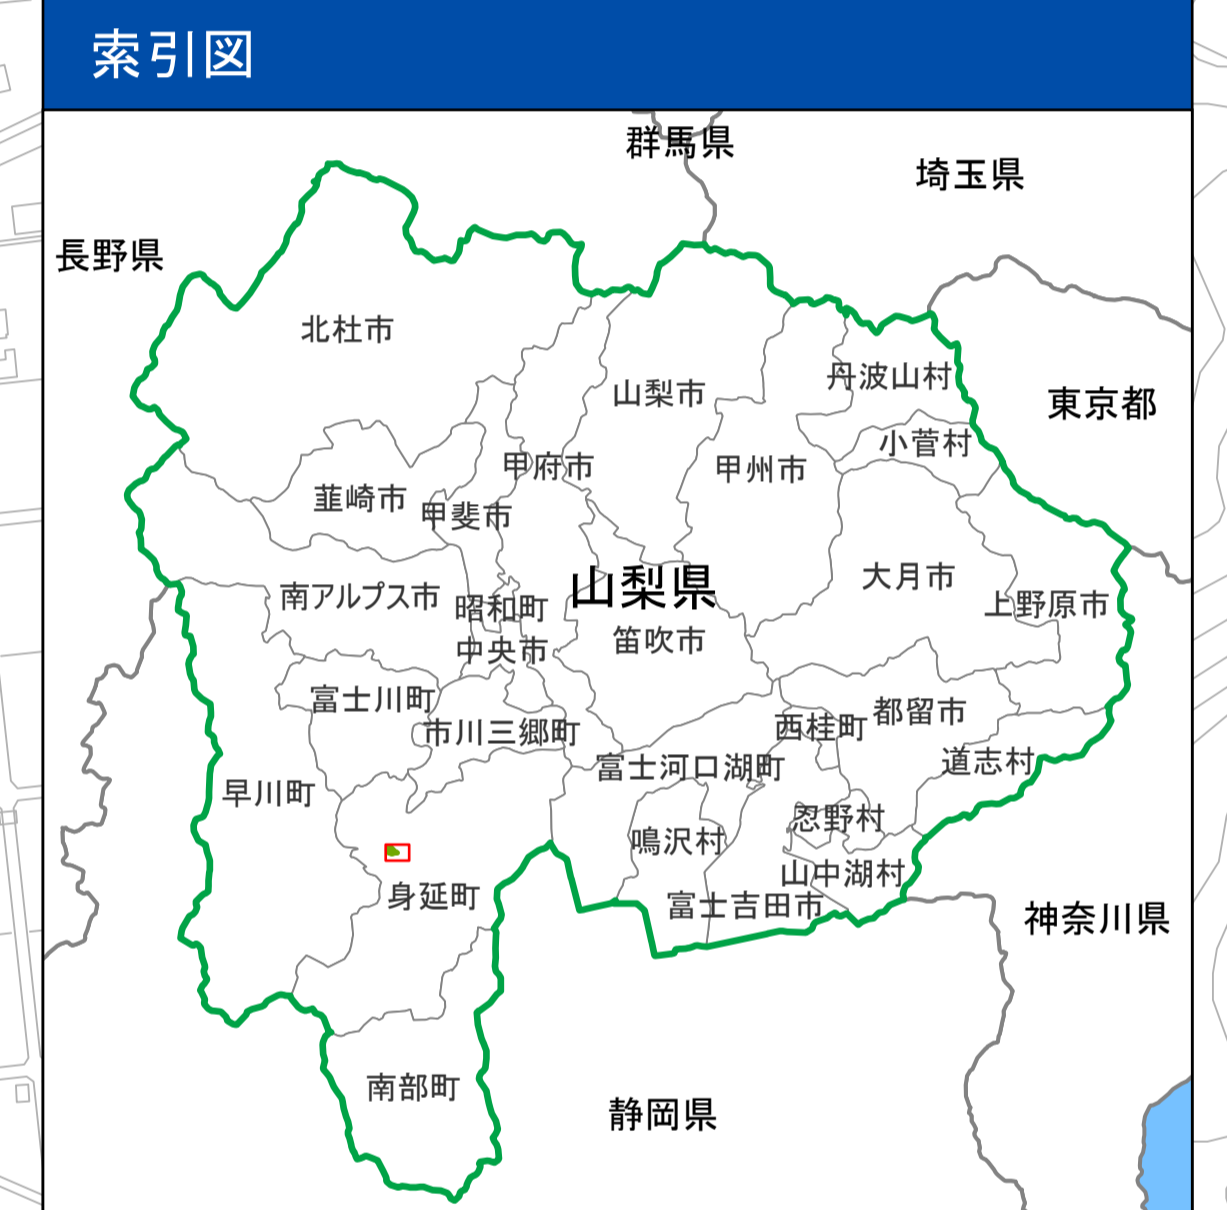 索引図
群馬県
埼玉県
長野県
北杜市
丹波山村
山梨市
東京都
小菅村
甲府市
甲州市
韮崎市
甲斐市
大月市
山梨県
南アルプス市
昭和町
上野原市
笛吹市
中央市
富士川町
都留市
西桂町
市川三郷町
道志村
富士河口湖町
早川町
忍野村
鳴沢村
山中湖村
身延町
富士吉田市
神奈川県
南部町
静岡県